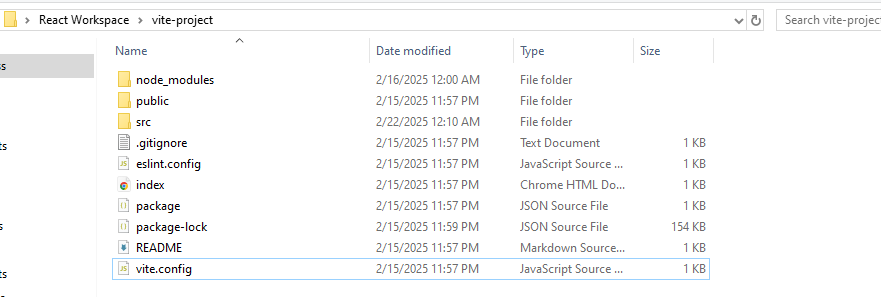 React Workspace > vite-project Search vite-project
Name Date modified Type Size
ss
node_modules 2/16/2025 12:00 AM File folder
public 2/15/2025 11:57 PM File folder
src 2/22/2025 12:10 AM File folder
.gitignore 2/15/2025 11:57 PM Text Document 1 KB
ts
eslint.config 2/15/2025 11:57 PM JavaScript Source ... 1 KB
index 2/15/2025 11:57 PM Chrome HTML Do... 1 KB
package 2/15/2025 11:57 PM JSON Source File 1 KB
package-lock 2/15/2025 11:59 PM JSON Source File 154 KB
s
README 2/15/2025 11:57 PM Markdown Source... 1 KB
vite.config 2/15/2025 11:57 PM JavaScript Source ... 1 KB
ts